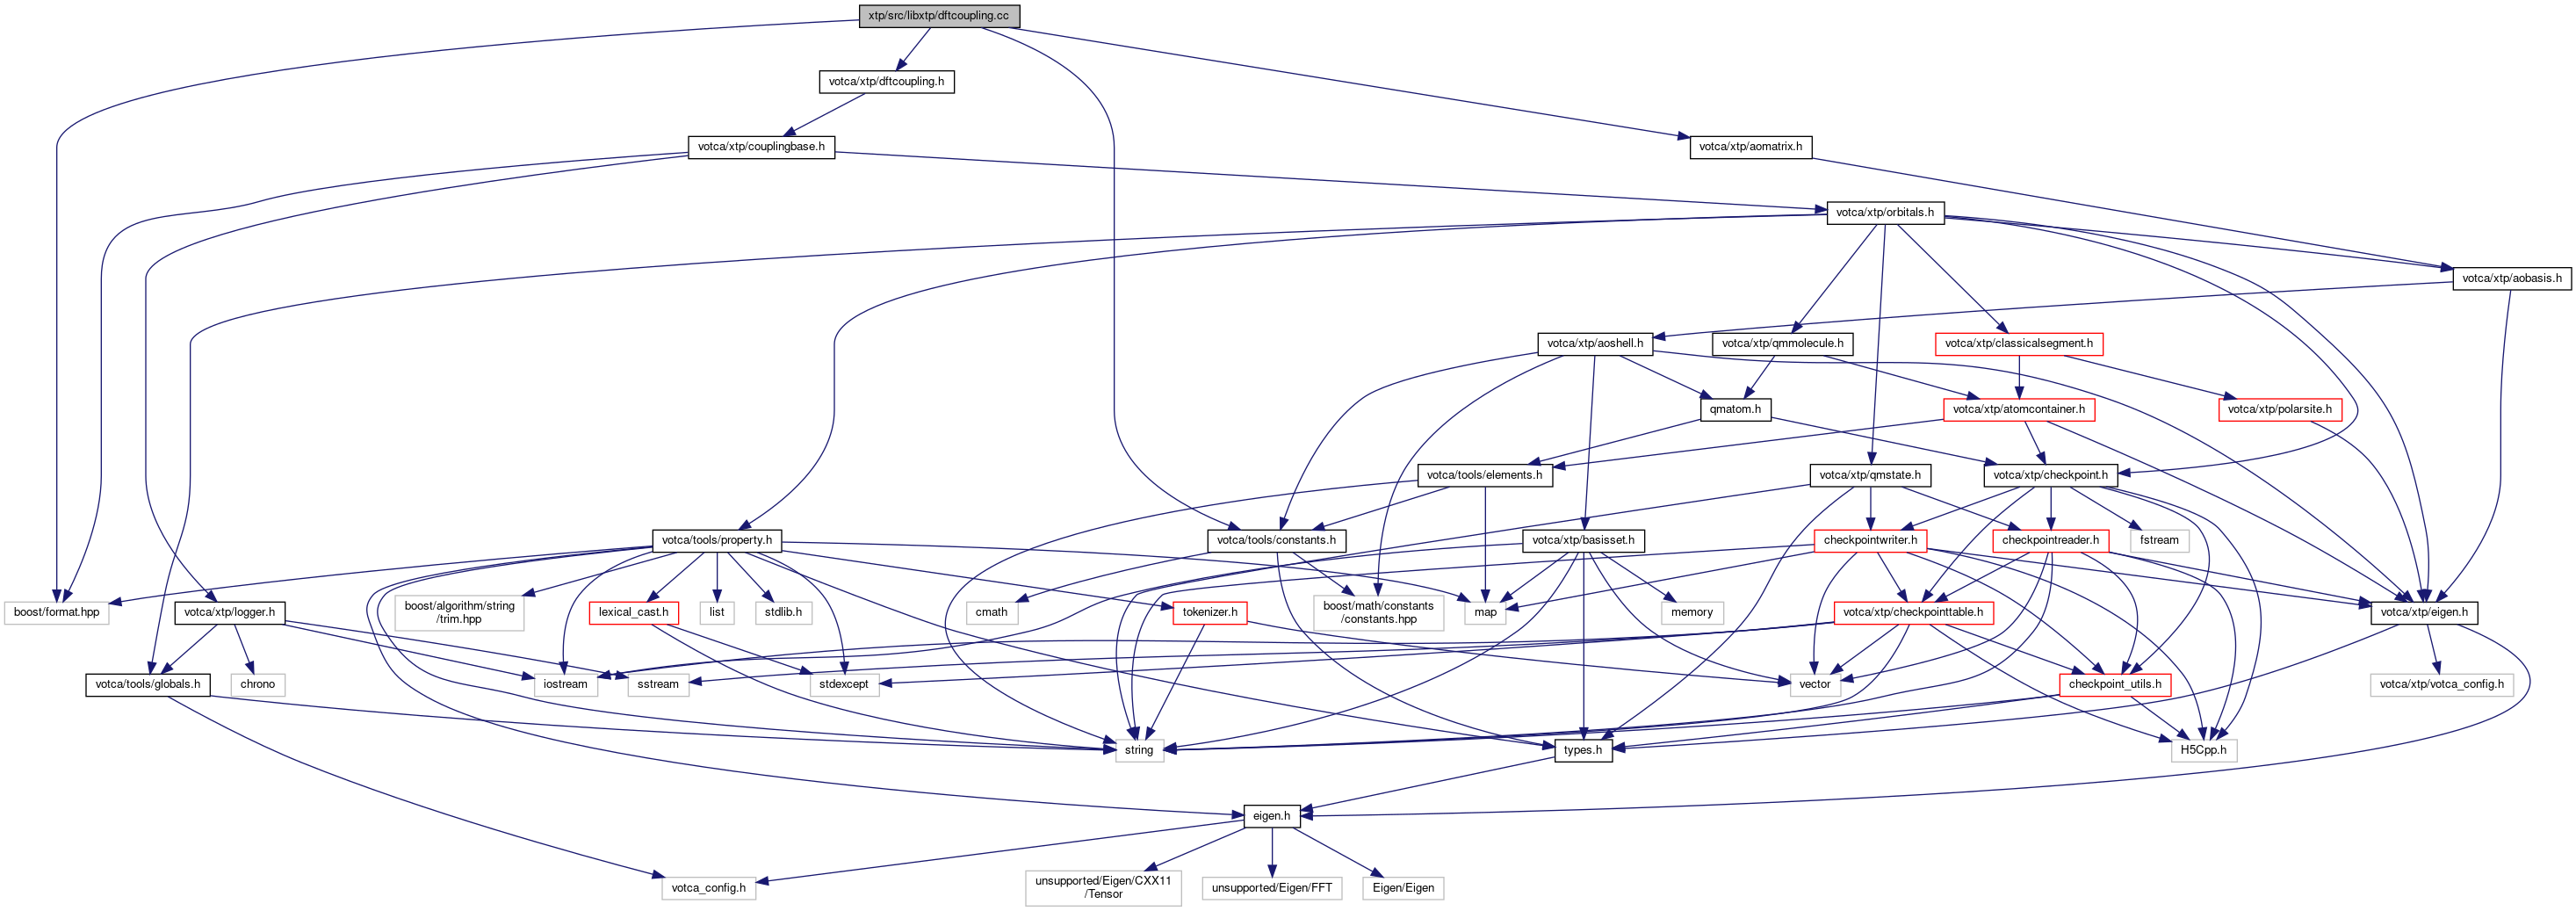 xtp/src/libxtp/dftcoupling.cc
votca/xtp/dftcoupling.h
votca/xtp/couplingbase.h
votca/xtp/aomatrix.h
votca/xtp/orbitals.h
votca/xtp/aobasis.h
votca/xtp/aoshell.h
votca/xtp/qmmolecule.h
votca/xtp/classicalsegment.h
qmatom.h
votca/xtp/atomcontainer.h
votca/xtp/polarsite.h
votca/tools/elements.h
votca/xtp/qmstate.h
votca/xtp/checkpoint.h
votca/tools/property.h
votca/tools/constants.h
votca/xtp/basisset.h
checkpointwriter.h
checkpointreader.h
fstream
boost/format.hpp
votca/xtp/logger.h
boost/algorithm/string
/trim.hpp
lexical_cast.h
list
stdlib.h
cmath
tokenizer.h
boost/math/constants
/constants.hpp
map
memory
votca/xtp/checkpointtable.h
votca/xtp/eigen.h
votca/tools/globals.h
chrono
iostream
sstream
stdexcept
vector
checkpoint_utils.h
votca/xtp/votca_config.h
string
types.h
H5Cpp.h
eigen.h
votca_config.h
unsupported/Eigen/CXX11
/Tensor
unsupported/Eigen/FFT
Eigen/Eigen